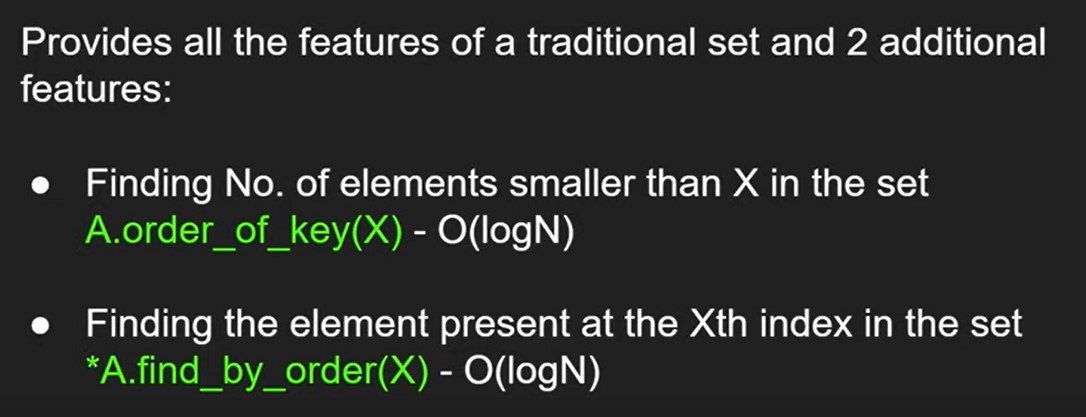 Provides all the features of a traditional set and 2 additional
features:
● Finding No. of elements smaller than X in the set
A.order_of_key(X) - O(logN)
● Finding the element present at the Xth index in the set
*A.find_by_order(X) - O(logN)